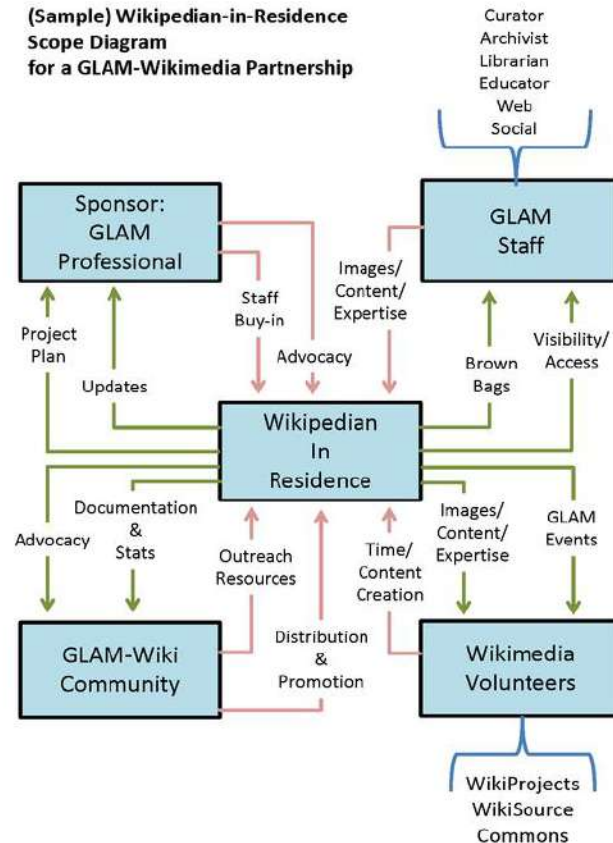 (Sample) Wikipedian-in-Residence
Scope Diagram
for a GLAM-Wikimedia Partnership
Curator
Archivist
Librarian
Educator
Web
Social
Sponsor:
GLAM
Professional
GLAM
Staff
Project
Plan
Updates
Staff
Buy-in
Advocacy
Images/
Content/
Expertise
Brown
Bags
Visibility/
Access
Wikipedian
In
Residence
Advocacy
Documentation
&
Stats
Outreach
Resources
Distribution
&
Promotion
Time/
Content
Creation
Images/
Content/
Expertise
GLAM
Events
GLAM-Wiki
Community
Wikimedia
Volunteers
WikiProjects
WikiSource
Commons